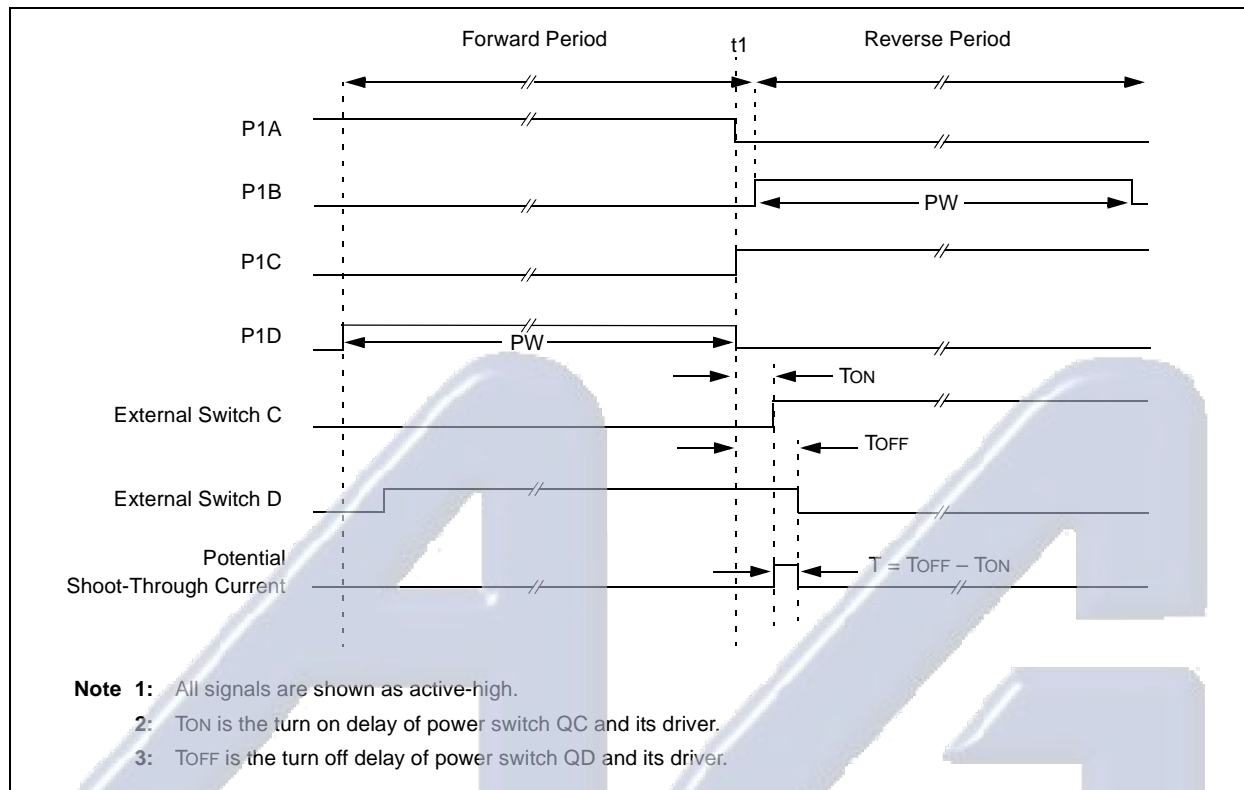 Forward Period
t1
Reverse Period
P1A
P1B
PW
P1C
P1D
PW
TON
External Switch C
TOFF
External Switch D
Potential
Shoot-Through Current
T = TOFF – TON
Note 1: All signals are shown as active-high.
2: TON is the turn on delay of power switch QC and its driver.
3: TOFF is the turn off delay of power switch QD and its driver.